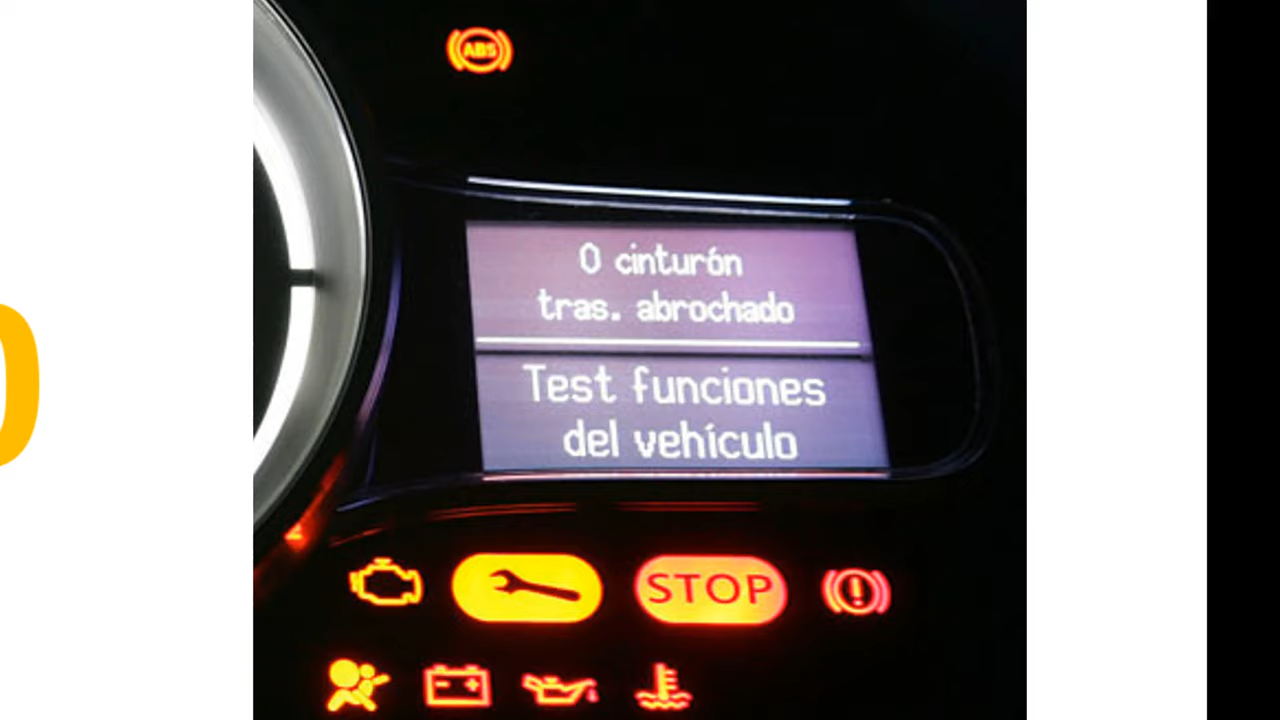 ABS
0 cinturón
tras. abrochado
Test funciones
del vehículo
STOP